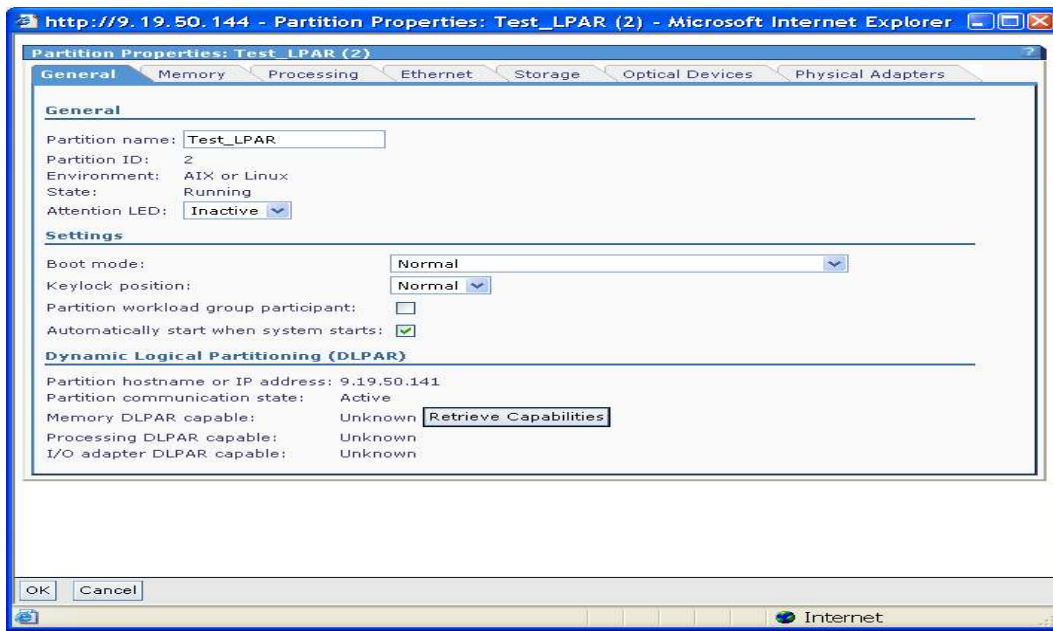 http://9.19.50.144 - Partition Properties: Test_LPAR (2) - Microsoft Internet Explorer
Partition Properties: Test_LPAR (2) ?
General Memory Processing Ethernet Storage Optical Devices Physical Adapters
General
Partition name: Test_LPAR
Partition ID: 2
Environment: AIX or Linux
State: Running
Attention LED: Inactive
Settings
Boot mode: Normal
Keylock position: Normal
Partition workload group participant:
Automatically start when system starts:
Dynamic Logical Partitioning (DLPAR)
Partition hostname or IP address: 9.19.50.141
Partition communication state: Active
Memory DLPAR capable: Unknown Retrieve Capabilities
Processing DLPAR capable: Unknown
I/O adapter DLPAR capable: Unknown
OK Cancel
Internet